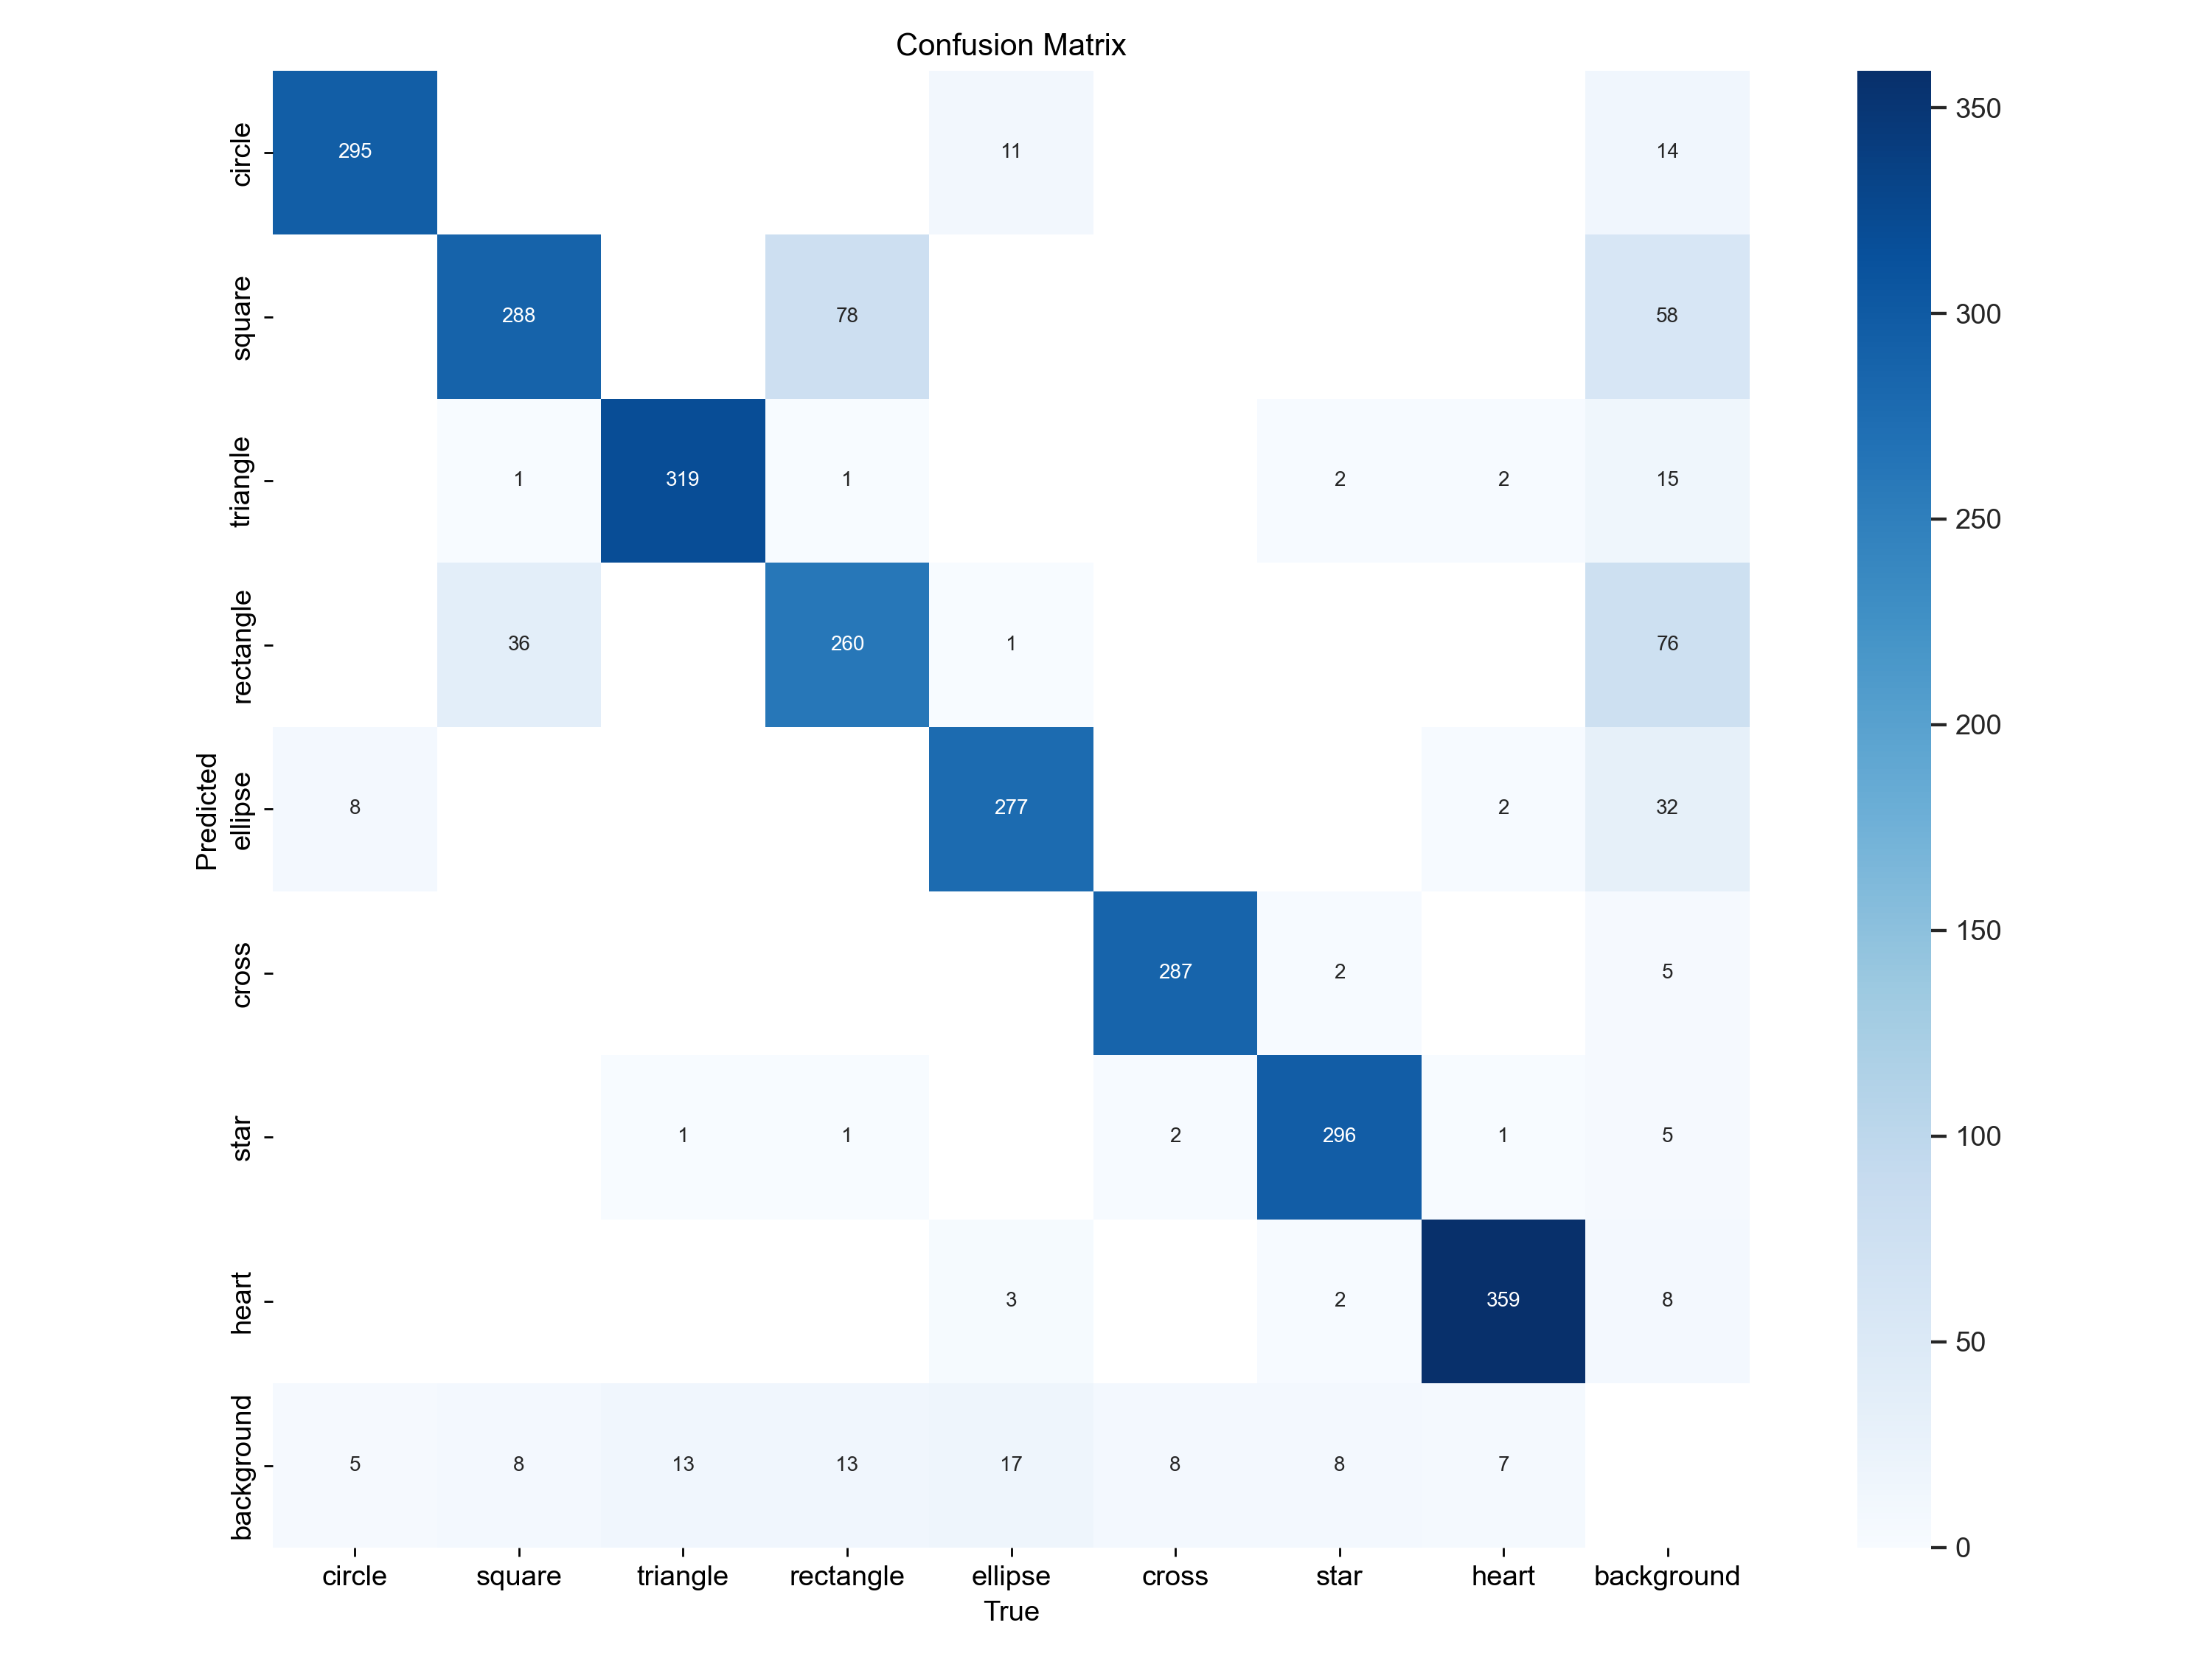 Confusion Matrix
circle 295 11 14
square 288 78 58
triangle 1 319 1 2 2 15
rectangle 36 260 1 76
ellipse 8 277 2 32
cross 287 2 5
star 1 1 2 296 1 5
heart 3 2 359 8
background 5 8 13 13 17 8 8 7
Predicted
circle square triangle rectangle ellipse cross star heart background
True
350
300
250
200
150
100
50
0